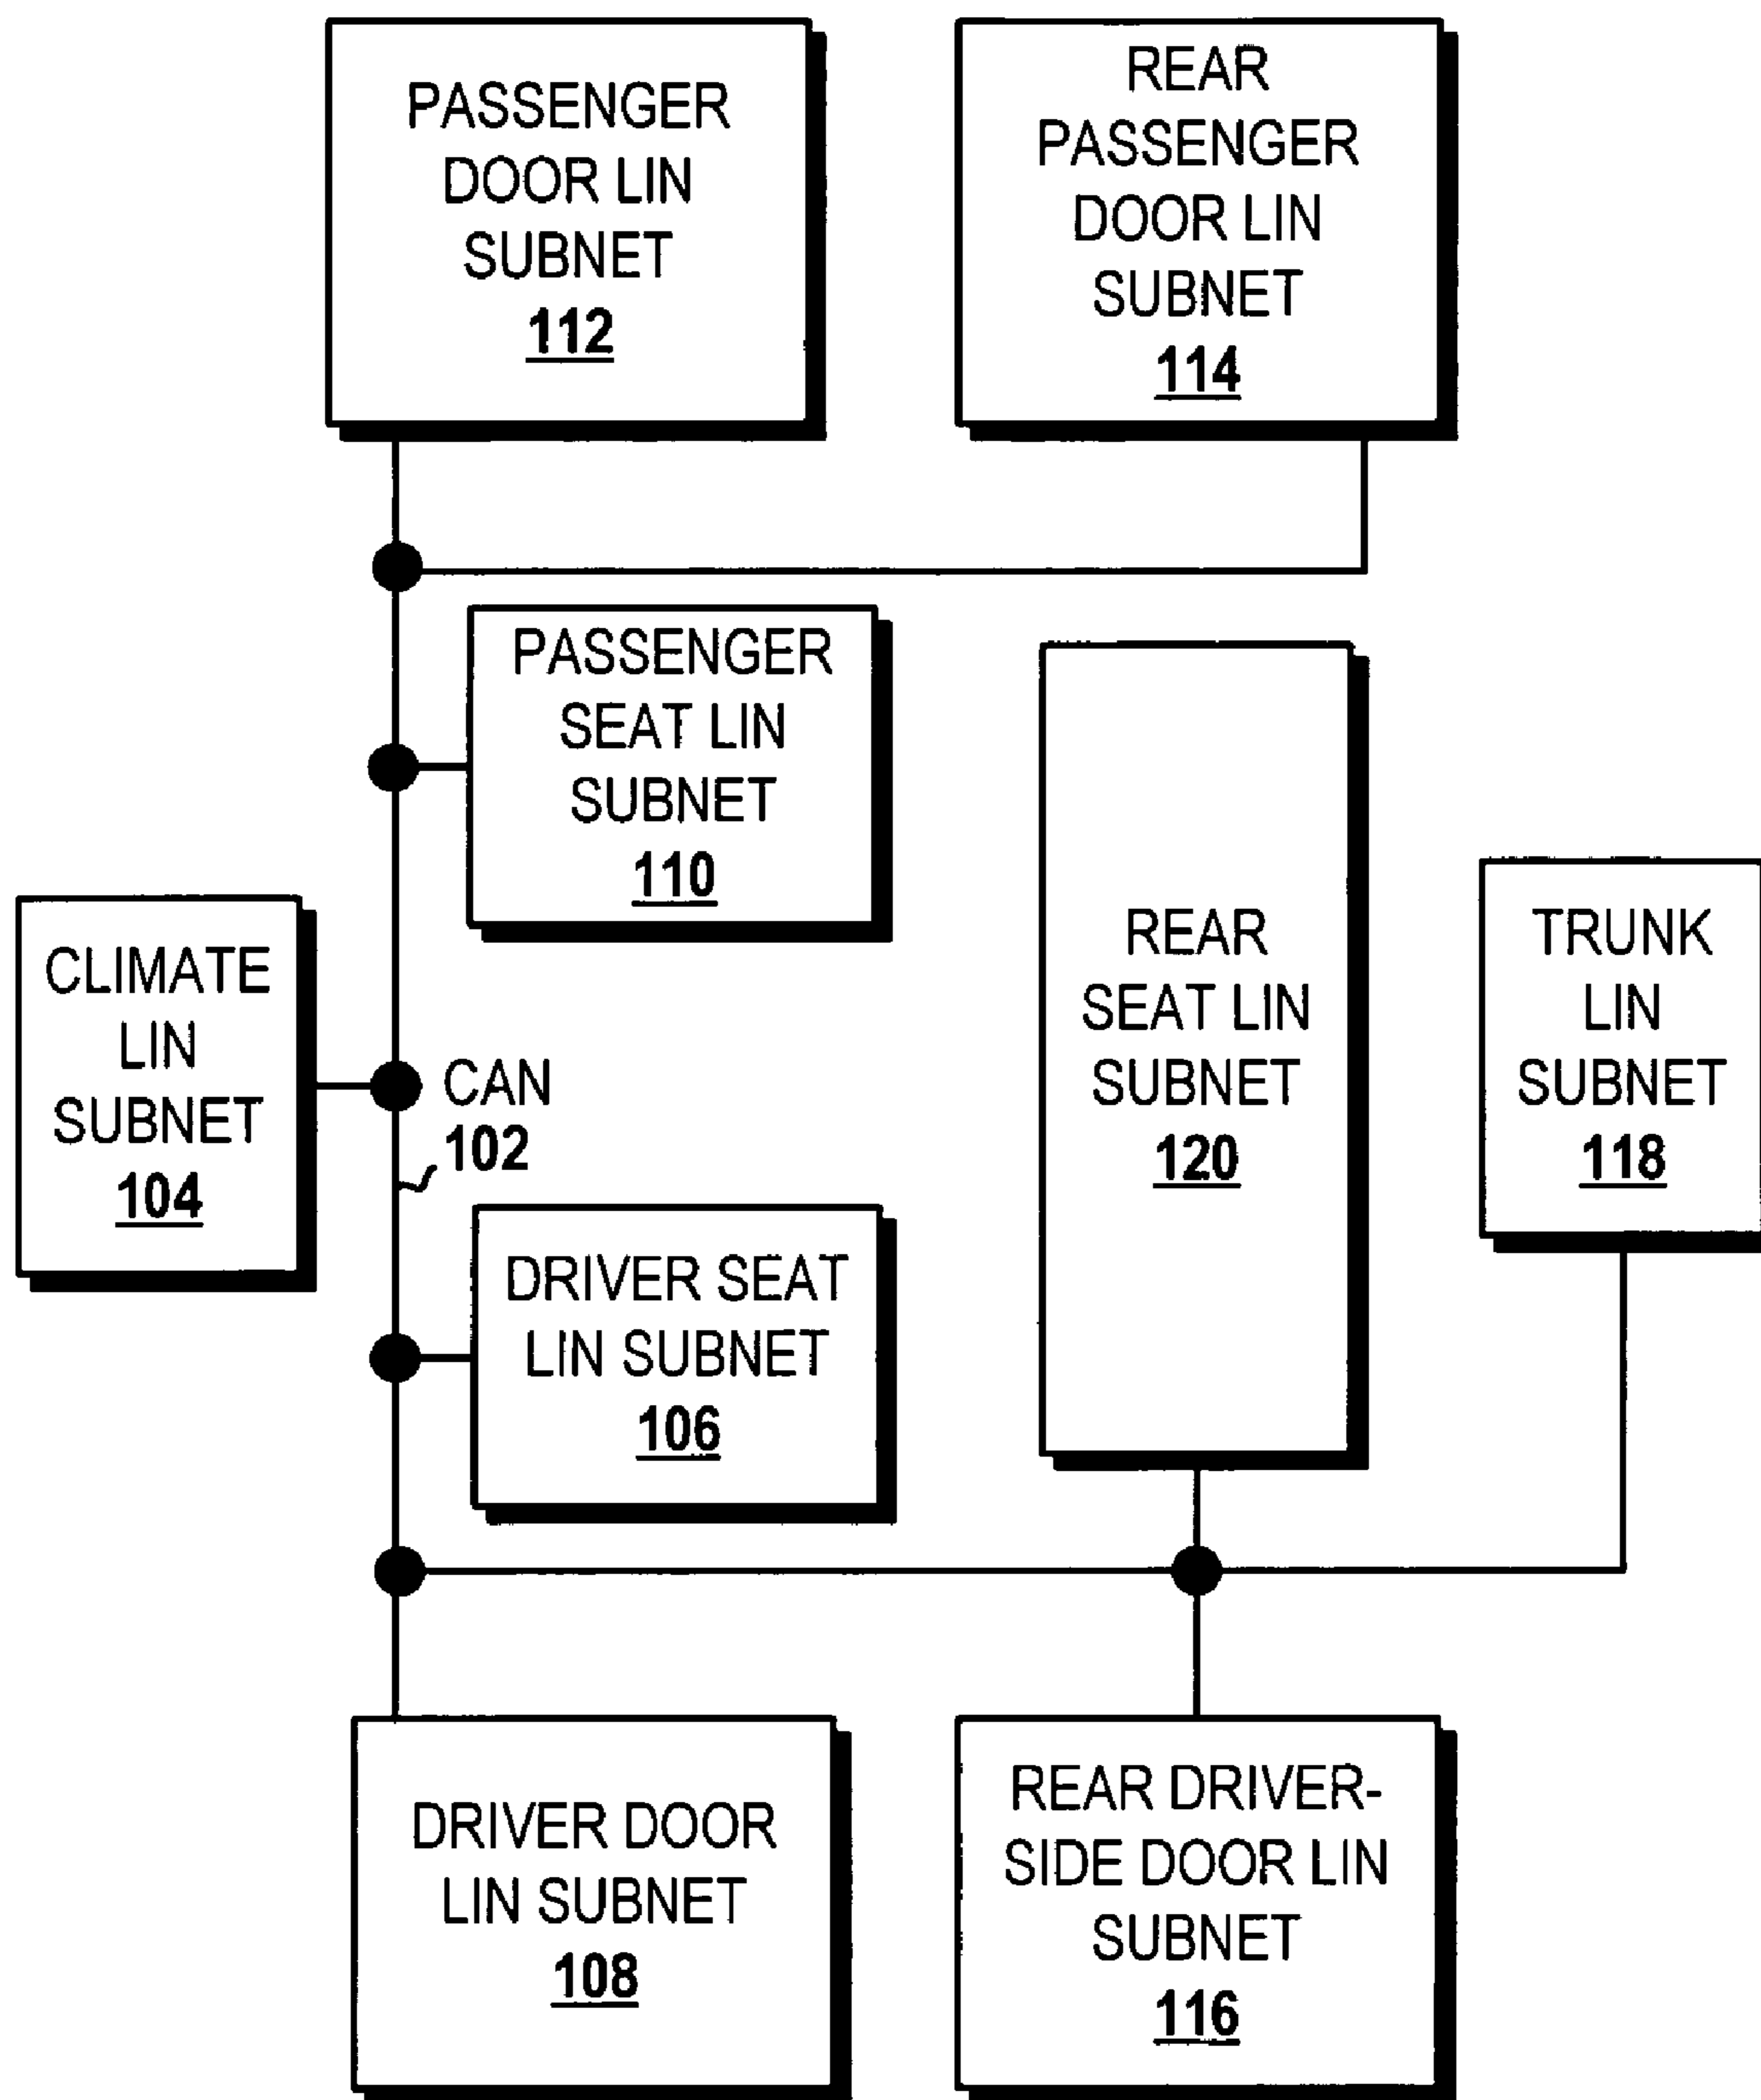 PASSENGER
DOOR LIN
SUBNET
112
REAR
PASSENGER
DOOR LIN
SUBNET
114
PASSENGER
SEAT LIN
SUBNET
110
CLIMATE
LIN
SUBNET
104
CAN
102
REAR
SEAT LIN
SUBNET
120
TRUNK
LIN
SUBNET
118
DRIVER SEAT
LIN SUBNET
106
DRIVER DOOR
LIN SUBNET
108
REAR DRIVER-
SIDE DOOR LIN
SUBNET
116